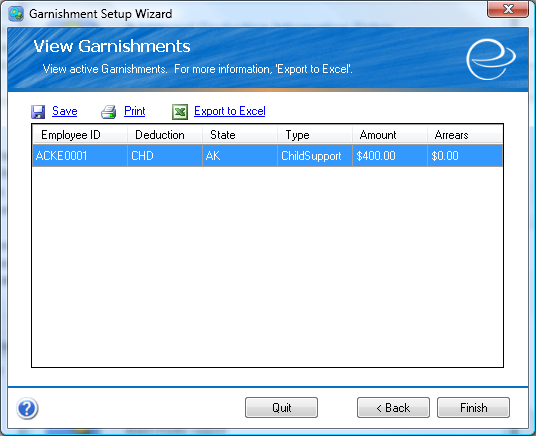 Garnishment Setup Wizard
View Garnishments
View active Garnishments. For more information, 'Export to Excel'.
Save Print Export to Excel
Employee ID Deduction State Type Amount Arrears
ACKE0001 CHD AK ChildSupport $400.00 $0.00
Quit < Back Finish